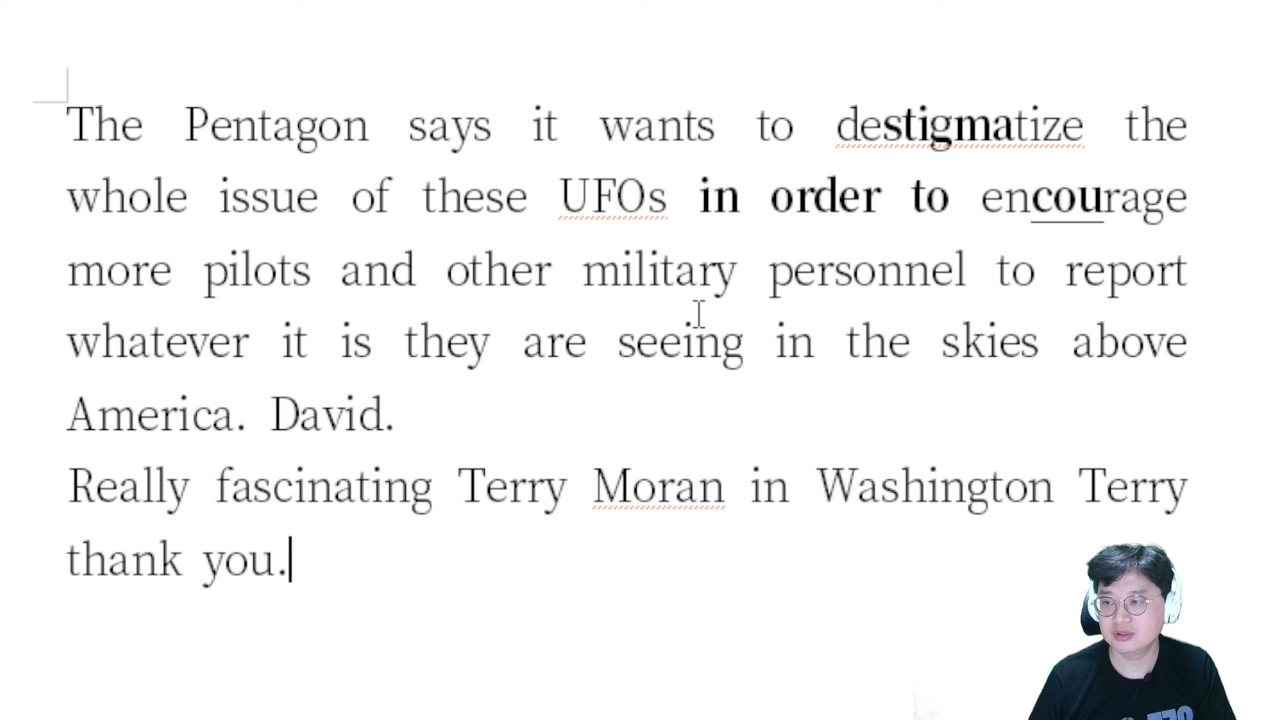 The Pentagon says it wants to destigmatize the
whole issue of these UFOs in order to encourage
more pilots and other military personnel to report
whatever it is they are seeing in the skies above
America. David.
Really fascinating Terry Moran in Washington Terry
thank you.